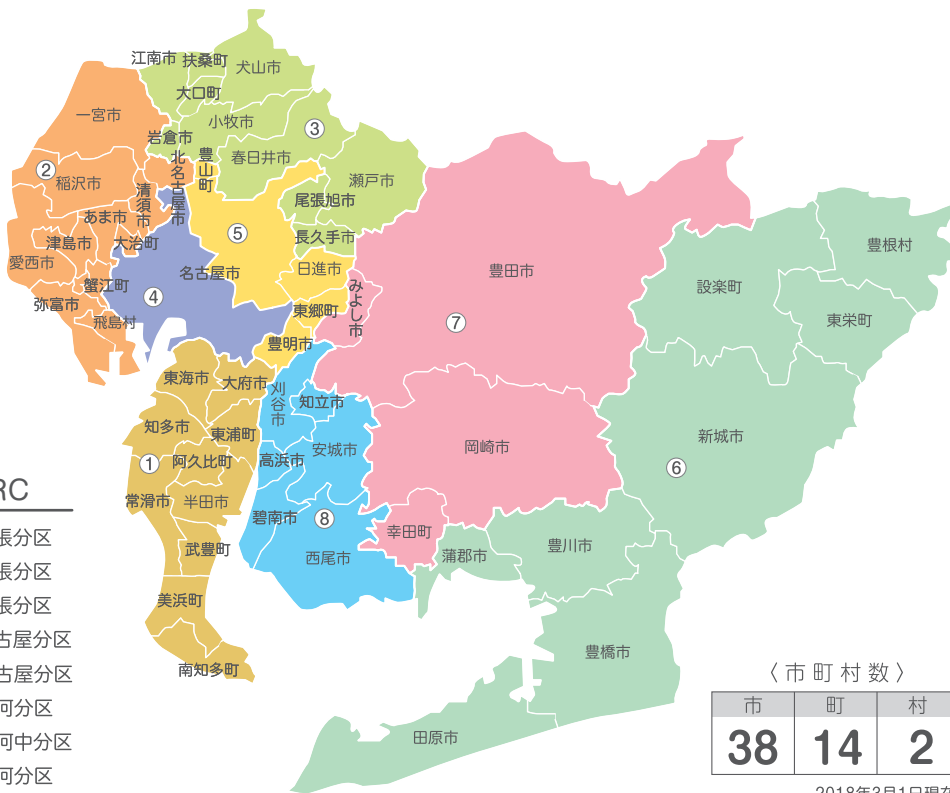 江南市
扶桑町
犬山市
大口町
一宮市
小牧市
③
岩倉市
北名古屋市
豊山町
春日井市
②
稲沢市
清須市
瀬戸市
尾張旭市
あま市
⑤
長久手市
津島市
大治町
愛西市
名古屋市
日進市
蟹江町
④
みよし市
弥富市
飛島村
東郷町
豊明市
豊田市
⑦
設楽町
豊根村
東栄町
東海市
大府市
刈谷市
知立市
知多市
東浦町
安城市
岡崎市
新城市
①
阿久比町
高浜市
⑥
常滑市
半田市
碧南市
⑧
幸田町
武豊町
西尾市
蒲郡市
豊川市
美浜町
豊橋市
南知多町
田原市
RC
張分区
張分区
張分区
古屋分区
古屋分区
河分区
河中分区
河分区
〈市町村数〉
市 町 村
38 14 2
2018年3月1日現在